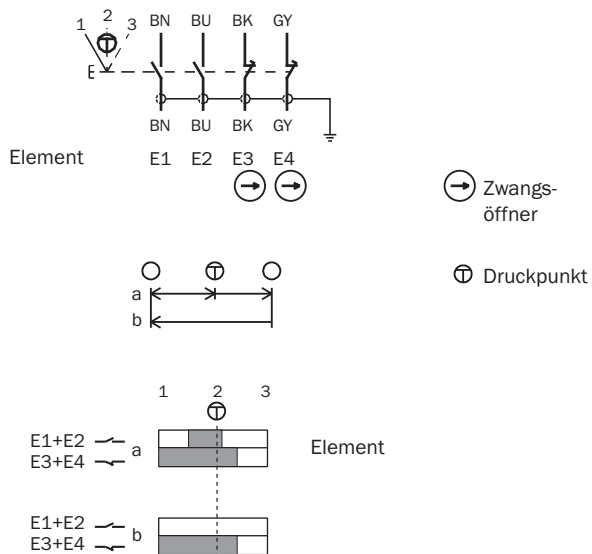 1 2 3 BN BU BK GY
E
BN BU BK GY
Element E1 E2 E3 E4
Zwangs-
öffner
Druckpunkt
a
b
1 2 3
E1+E2
a
E3+E4
Element
E1+E2
b
E3+E4